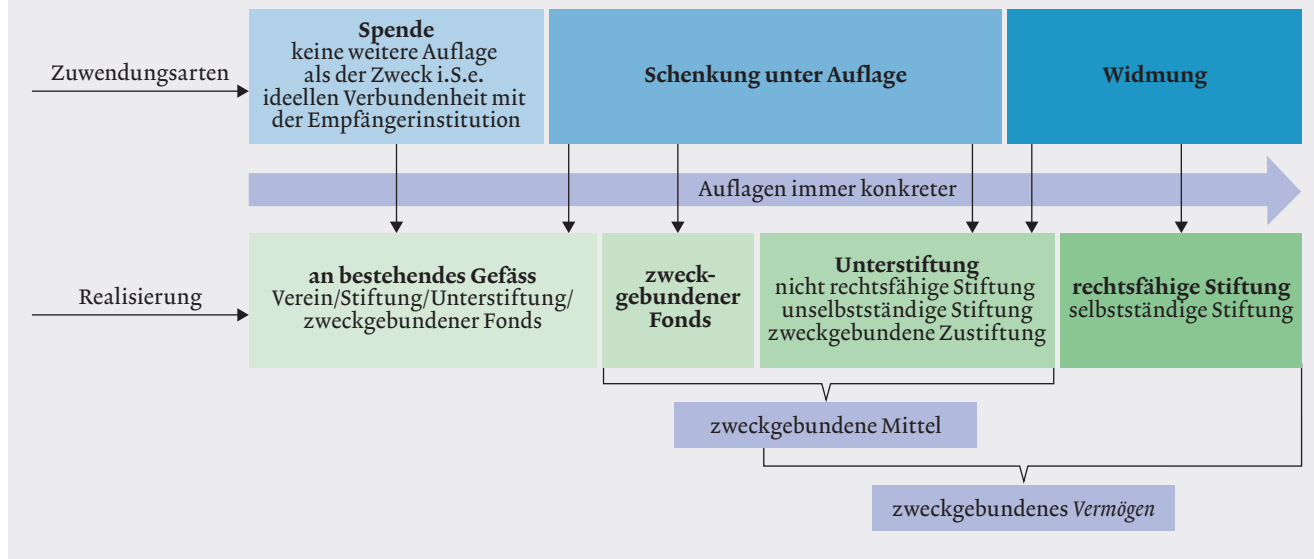 Zuwendungsarten
Spende
keine weitere Auflage
als der Zweck i.S.e.
ideellen Verbundenheit mit
der Empfängerinstitution
Schenkung unter Auflage
Widmung
Auflagen immer konkreter
Realisierung
an bestehendes Gefäss
Verein/Stiftung/Unterstiftung/
zweckgebundener Fonds
zweck-
gebundener
Fonds
Unterstiftung
nicht rechtsfähige Stiftung
unselbstständige Stiftung
zweckgebundene Zustiftung
rechtsfähige Stiftung
selbstständige Stiftung
zweckgebundene Mittel
zweckgebundenes Vermögen